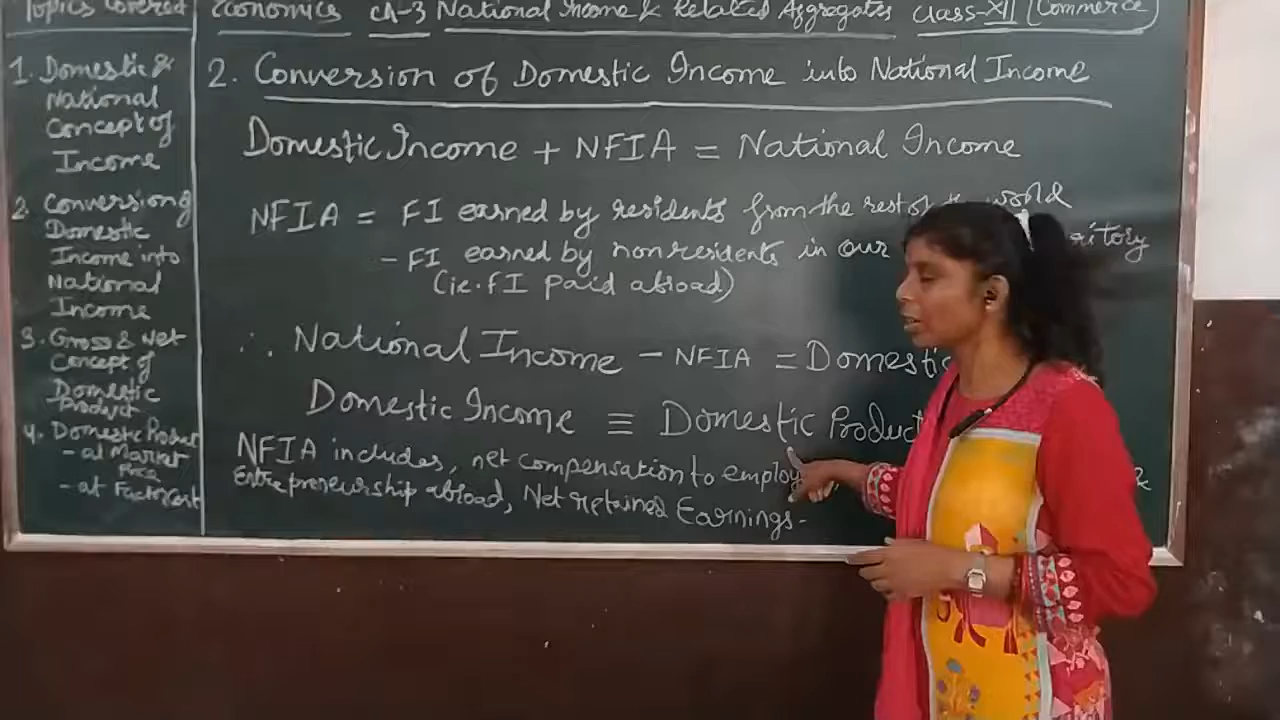 Topics Covered
1. Domestic &
National
Concept of
Income
2. Conversion of
Domestic
Income into
National
Income
3. Gross & Net
Concept of
Domestic
Product
4. Domestic Product
- at Market
Price
- at Factor Cost
Economics ch-3 National Income & Related Aggregates class-XII (Commerce)
2. Conversion of Domestic Income into National Income
Domestic Income + NFIA = National Income
NFIA = FI earned by residents from the rest of the world
- FI earned by nonresidents in our
(i.e. FI paid abroad)
∴ National Income - NFIA = Domestic
Domestic Income ≡ Domestic Product
NFIA includes, net compensation to employ
&
Entrepreneurship abroad, Net retained Earnings-